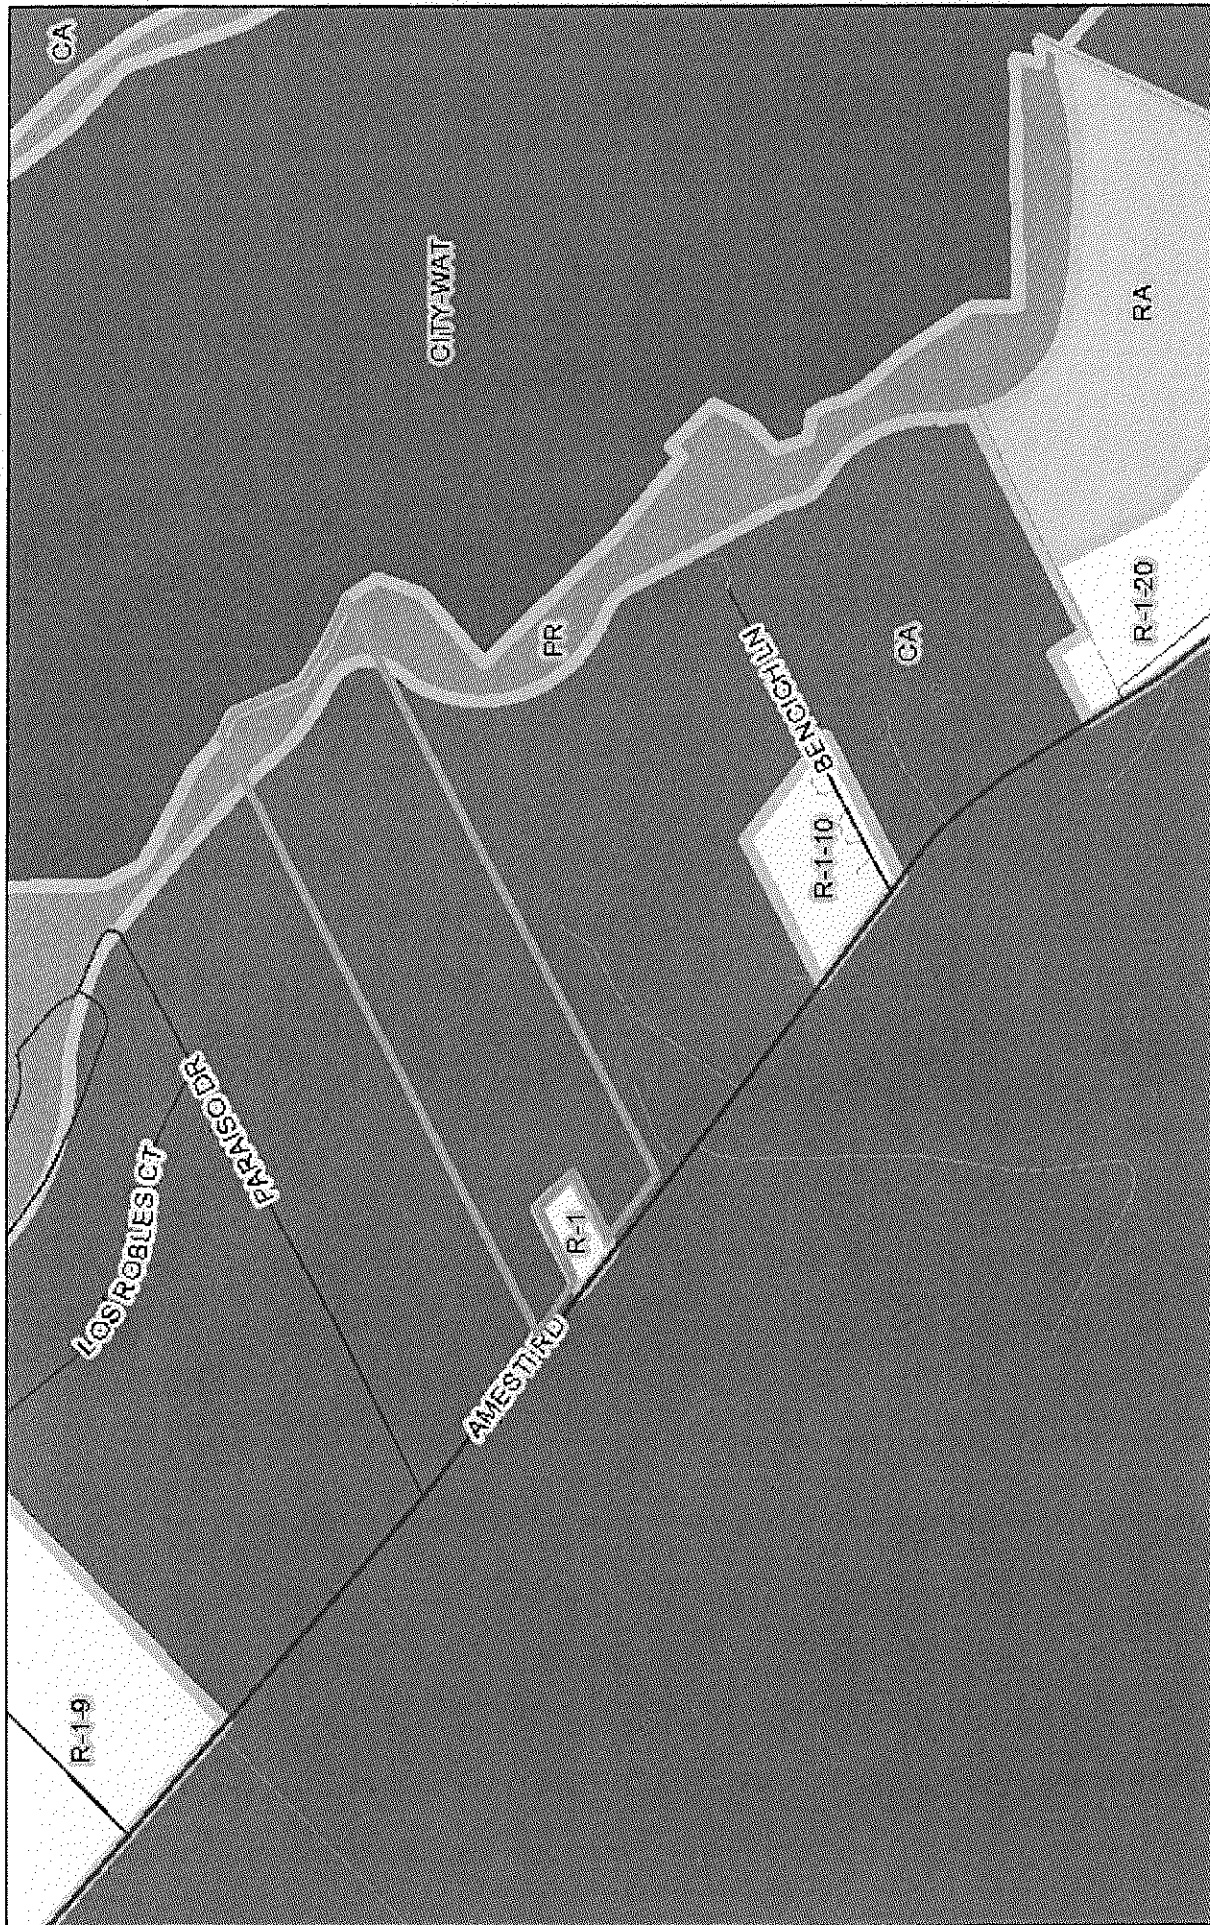 CA
CITY-WAT
RA
PR
R-1-20
CA
BENCICH LN
R-1-10
PARAISO DR
LOS ROBLES CT
R-1
AMESTI RD
R-1-9